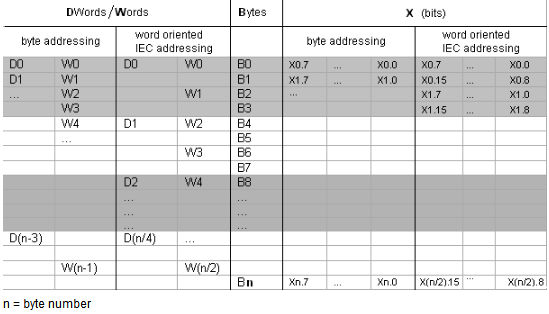 DWords/Words Bytes X (bits)
byte addressing word oriented IEC addressing byte addressing word oriented IEC addressing
D0 W0 D0 W0 B0 X0.7 ... X0.0 X0.7 ... X0.0
D1 W1 B1 X1.7 ... X1.0 X0.15 ... X0.8
... W2 W1 B2 ... X1.7 X1.0
W3 B3 X1.15 ... X1.8
W4 D1 W2 B4
... B5
W3 B6
B7
D2 W4 B8
... ...
... ...
... ...
D(n-3) D(n/4) ...
W(n-1) W(n/2)
Bn Xn.7 ... Xn.0 X(n/2).15 ... X(n/2).8
n = byte number